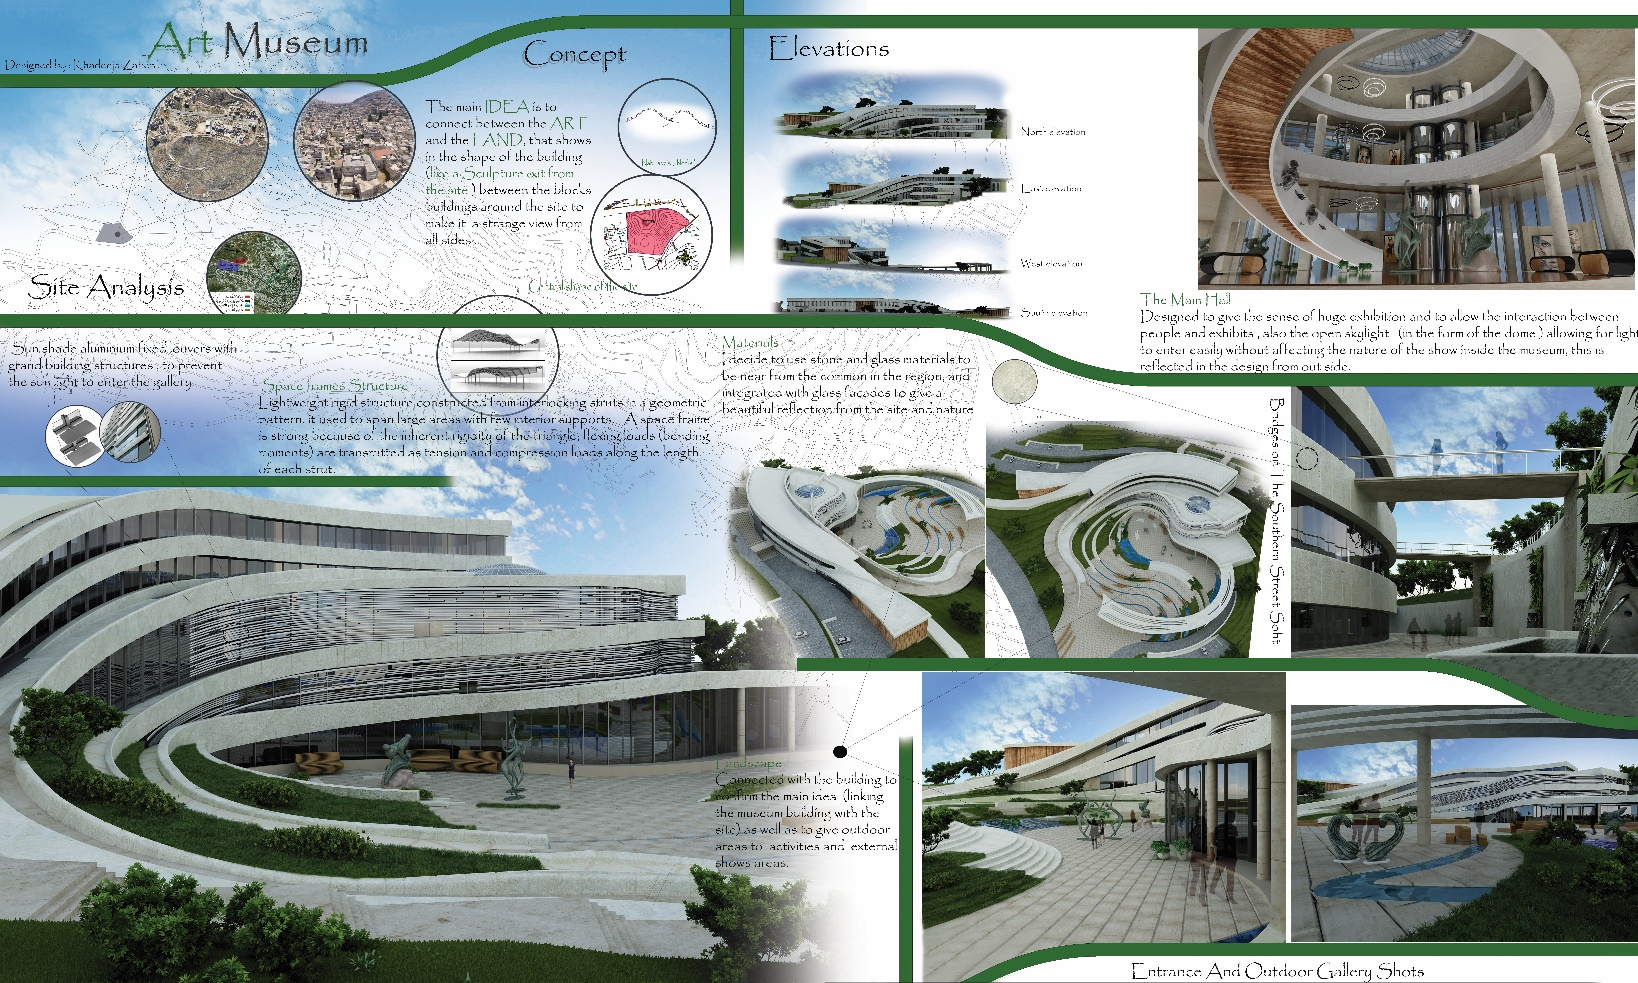 Art Museum
Designed by : Khadeeja Zahran
Concept
The main IDEA is to
connect between the ART
and the LAND, that shows
in the shape of the building
(like a Sculpture out from
the site ) between the blocks
buildings around the site to
make it a strange view from
all sides.
Site Analysis
Elevations
North elevation
East elevation
West elevation
South elevation
The Main Hall
Designed to give the sense of huge exhibition and to allow the interaction between
people and exhibits , also the open skylight (in the form of the dome ) allowing for light
to enter easily without affecting the nature of the show inside the museum, this is
reflected in the design from out side.
Sun shade aluminium fixed louvers with
grand building structures , to prevent
the sun light to enter the gallery
Space frames Structure
Lightweight rigid structure constructed from interlocking struts in a geometric
pattern. it used to span large areas with few interior supports. A space frame
is strong because of the inherent rigidity of the triangle; flexing loads (bending
moments) are transmitted as tension and compression loads along the length
of each strut.
Materials
I decide to use stone and glass materials to
be near from the common in the region, and
integrated with glass facades to give a
beautiful reflection from the site and nature
Bridges on The Southern Street Soht
Landscape
Connected with the building to
confirm the main idea (linking
the museum building with the
site) as well as to give outdoor
areas to activities and external
shows areas.
Entrance And Outdoor Gallery Shots